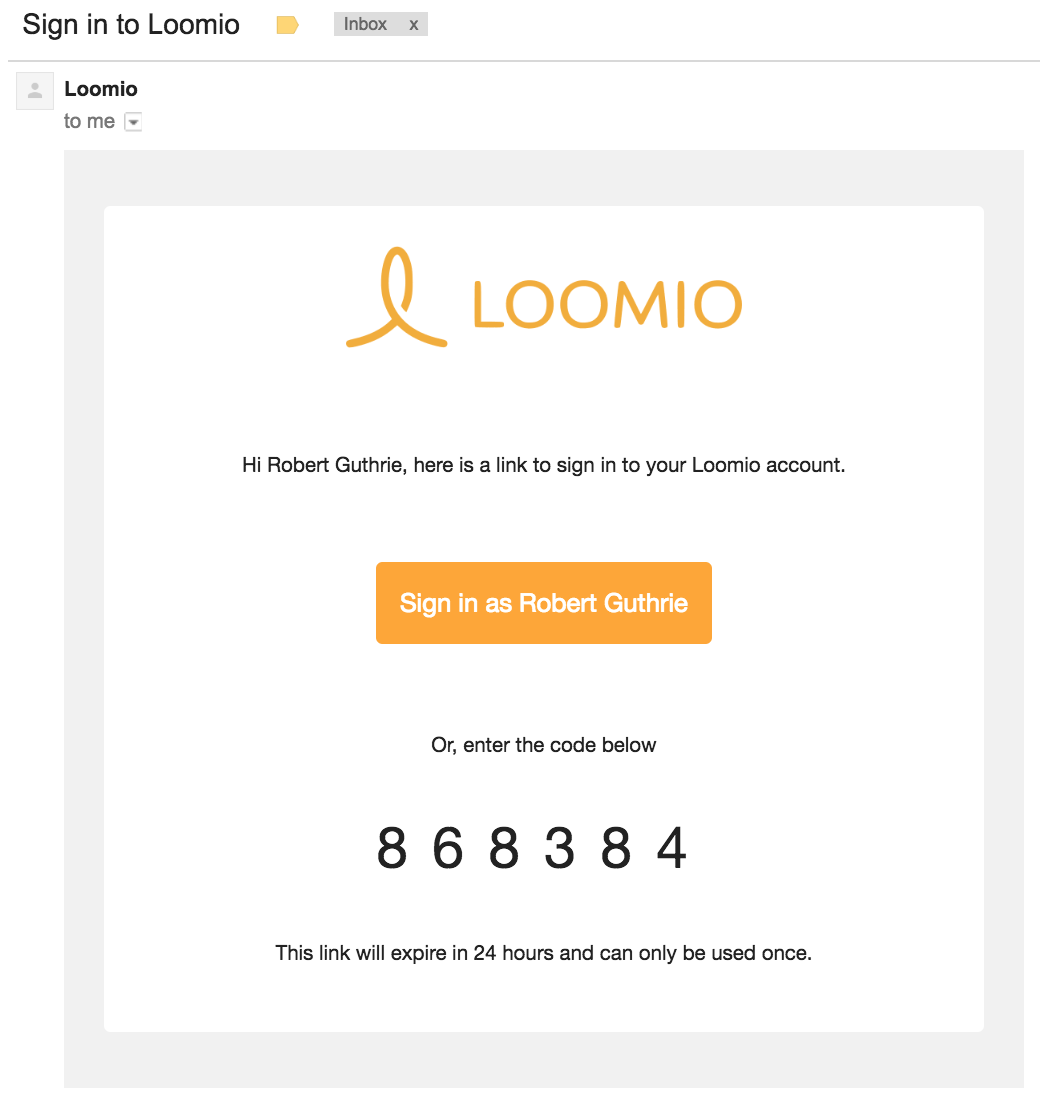 Sign in to Loomio
Inbox x
Loomio
to me
LOOMIO
Hi Robert Guthrie, here is a link to sign in to your Loomio account.
Sign in as Robert Guthrie
Or, enter the code below
8 6 8 3 8 4
This link will expire in 24 hours and can only be used once.